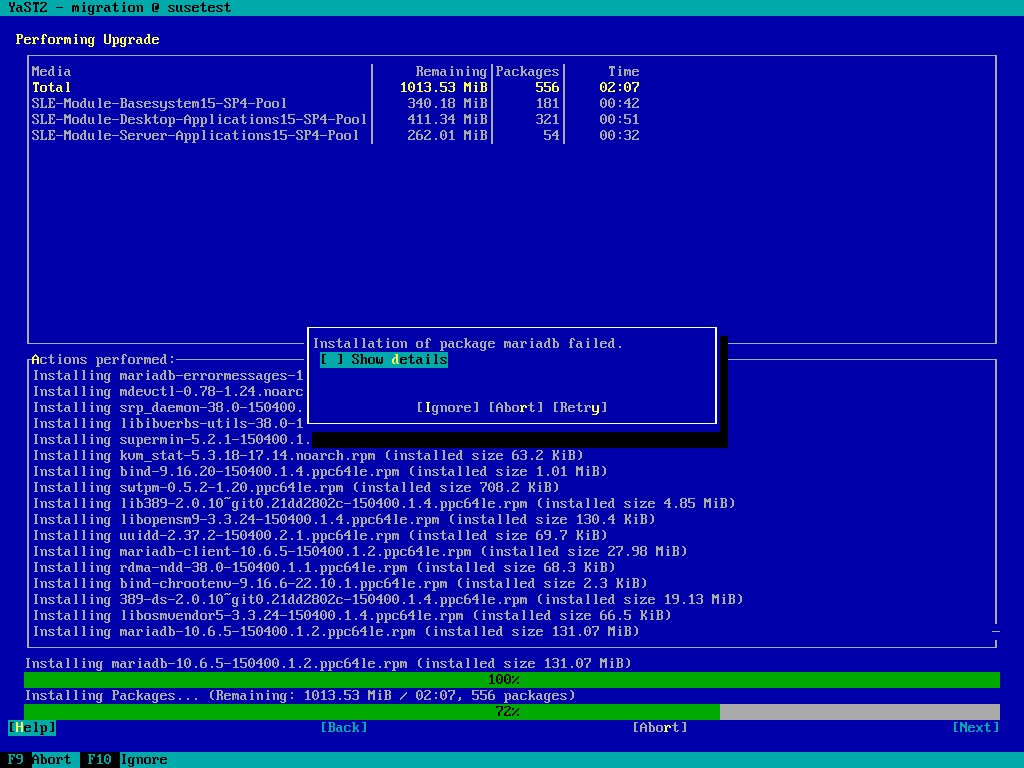 YaST2 - migration @ susetest
Performing Upgrade
Media Remaining Packages Time
Total 1013.53 MiB 556 02:07
SLE-Module-Basesystem15-SP4-Pool 340.18 MiB 181 00:42
SLE-Module-Desktop-Applications15-SP4-Pool 411.34 MiB 321 00:51
SLE-Module-Server-Applications15-SP4-Pool 262.01 MiB 54 00:32
Installation of package mariadb failed.
[ ] Show details
[Ignore] [Abort] [Retry]
Actions performed:
Installing mariadb-errormessages-1
Installing mdevctl-0.78-1.24.noarc
Installing srp_daemon-38.0-150400.
Installing libibverbs-utils-38.0-1
Installing supermin-5.2.1-150400.1.
Installing kvm_stat-5.3.18-17.14.noarch.rpm (installed size 63.2 KiB)
Installing bind-9.16.20-150400.1.4.ppc64le.rpm (installed size 1.01 MiB)
Installing swtpm-0.5.2-1.20.ppc64le.rpm (installed size 708.2 KiB)
Installing lib389-2.0.10~git0.21dd2802c-150400.1.4.ppc64le.rpm (installed size 4.85 MiB)
Installing libopensm9-3.3.24-150400.1.4.ppc64le.rpm (installed size 130.4 KiB)
Installing uuidd-2.37.2-150400.2.1.ppc64le.rpm (installed size 69.7 KiB)
Installing mariadb-client-10.6.5-150400.1.2.ppc64le.rpm (installed size 27.98 MiB)
Installing rdma-ndd-38.0-150400.1.1.ppc64le.rpm (installed size 68.3 KiB)
Installing bind-chrootenv-9.16.6-22.10.1.ppc64le.rpm (installed size 2.3 KiB)
Installing 389-ds-2.0.10~git0.21dd2802c-150400.1.4.ppc64le.rpm (installed size 19.13 MiB)
Installing libosmvendor5-3.3.24-150400.1.4.ppc64le.rpm (installed size 66.5 KiB)
Installing mariadb-10.6.5-150400.1.2.ppc64le.rpm (installed size 131.07 MiB)
Installing mariadb-10.6.5-150400.1.2.ppc64le.rpm (installed size 131.07 MiB)
100%
Installing Packages... (Remaining: 1013.53 MiB / 02:07, 556 packages)
72%
[Help] [Back] [Abort] [Next]
F9 Abort F10 Ignore